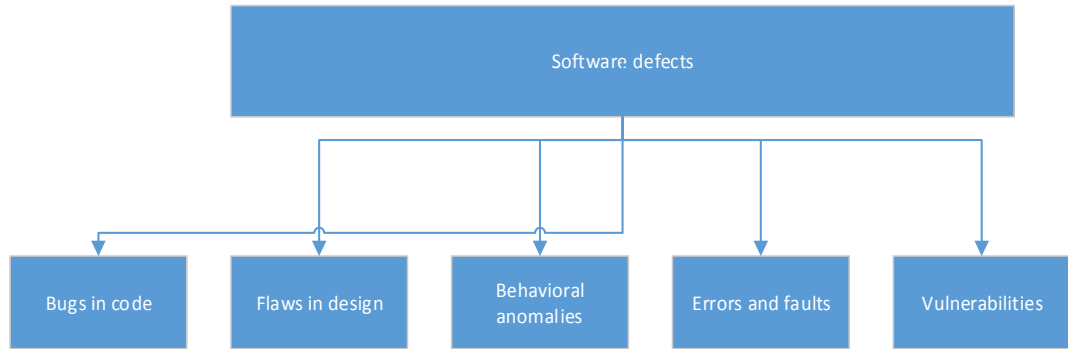 Software defects
Bugs in code
Flaws in design
Behavioral
anomalies
Errors and faults
Vulnerabilities